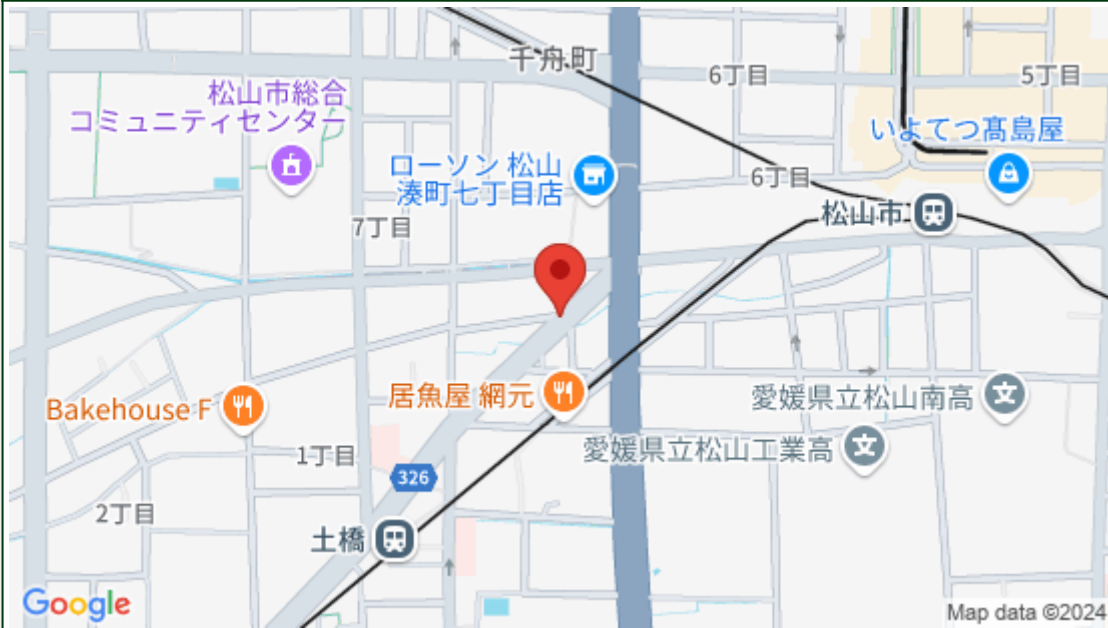 千舟町
6丁目
5丁目
松山市総合
コミュニティセンター
いよてつ髙島屋
ローソン 松山
湊町七丁目店
6丁目
松山市
7丁目
居魚屋 網元
Bakehouse F
愛媛県立松山南高
愛媛県立松山工業高
1丁目
326
2丁目
土橋
Google
Map data ©2024